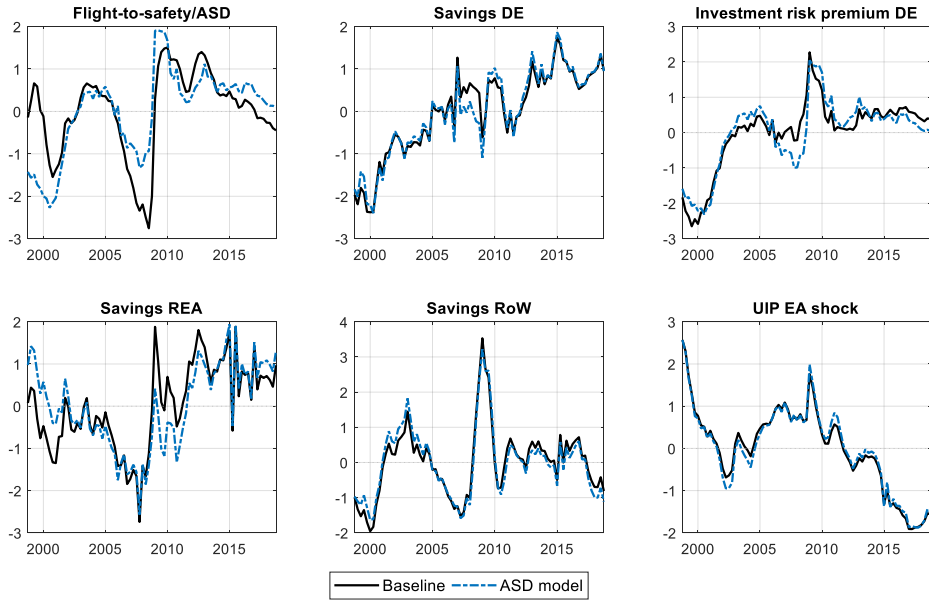 Flight-to-safety/ASD
2
1
0
-1
-2
-3
2000 2005 2010 2015
Savings DE
2
1
0
-1
-2
-3
2000 2005 2010 2015
Investment risk premium DE
3
2
1
0
-1
-2
-3
2000 2005 2010 2015
Savings REA
2
1
0
-1
-2
-3
2000 2005 2010 2015
Savings RoW
4
3
2
1
0
-1
-2
2000 2005 2010 2015
UIP EA shock
3
2
1
0
-1
-2
2000 2005 2010 2015
Baseline ASD model